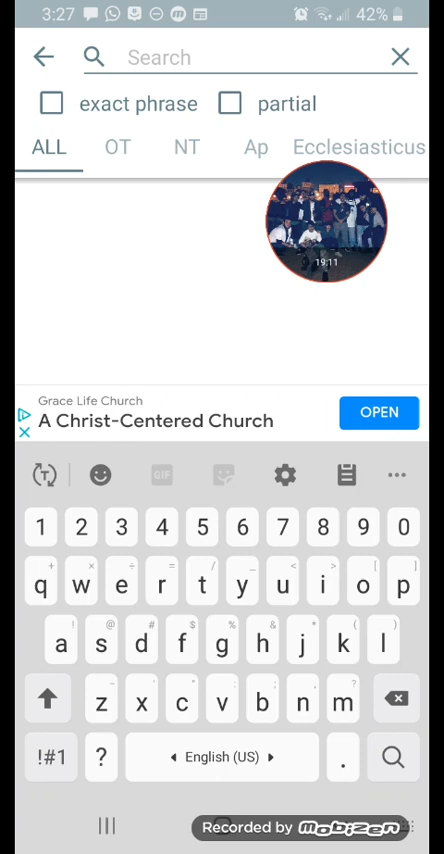 3:27 42%
Search
exact phrase partial
ALL OT NT Ap Ecclesiasticus
19:11
Grace Life Church
A Christ-Centered Church
OPEN
T GIF
1 2 3 4 5 6 7 8 9 0
+ × ÷ = / _ < > [ ]
q w e r t y u i o p
! @ # $ % & * ( )
a s d f g h j k l
- ' " : ; , ?
z x c v b n m
!#1 ? English (US) .
Recorded by Mobizen